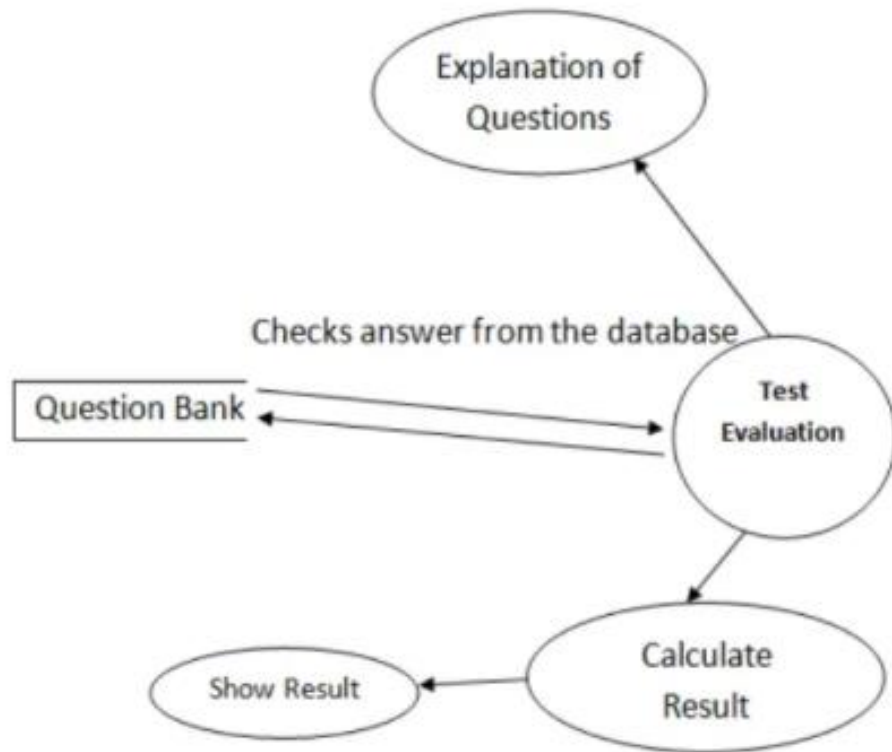 Explanation of
Questions
Checks answer from the database
Question Bank
Test
Evaluation
Calculate
Result
Show Result